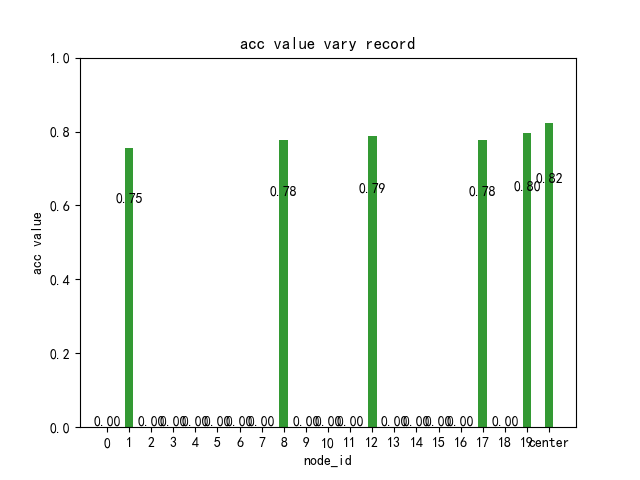 acc value vary record
1.0
0.8
0.6
0.4
0.2
0.0
acc value
0.00 0.75 0.00 0.00 0.00 0.00 0.00 0.00 0.78 0.00 0.00 0.00 0.79 0.00 0.00 0.00 0.00 0.78 0.00 0.80 0.82
0 1 2 3 4 5 6 7 8 9 10 11 12 13 14 15 16 17 18 19 center
node_id